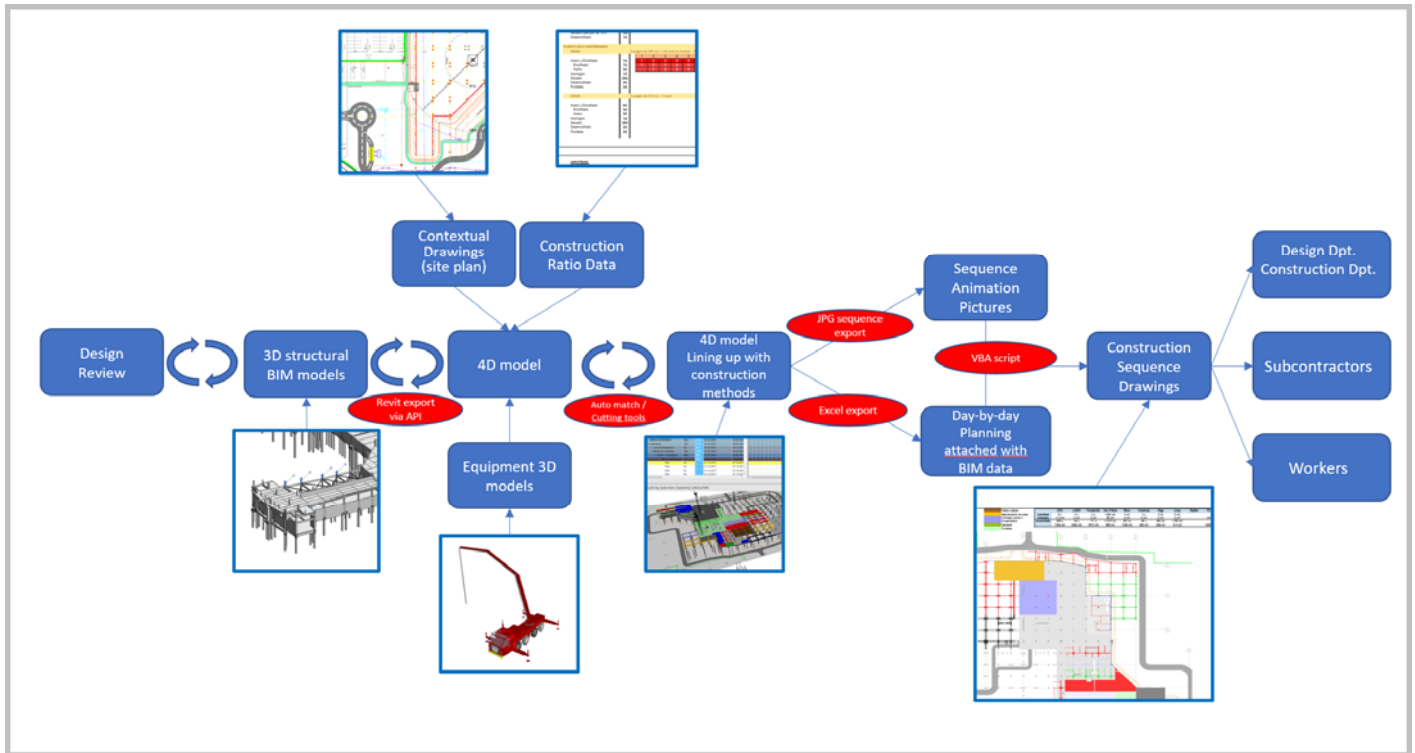 Contextual
Drawings
(site plan)
Construction
Ratio Data
Design
Review
3D structural
BIM models
Revit export
via API
4D model
Auto match /
Cutting tools
Equipment 3D
models
4D model
Lining up with
construction
methods
JPG sequence
export
Excel export
Sequence
Animation
Pictures
VBA script
Day-by-day
Planning
attached with
BIM data
Construction
Sequence
Drawings
Design Dpt.
Construction Dpt.
Subcontractors
Workers